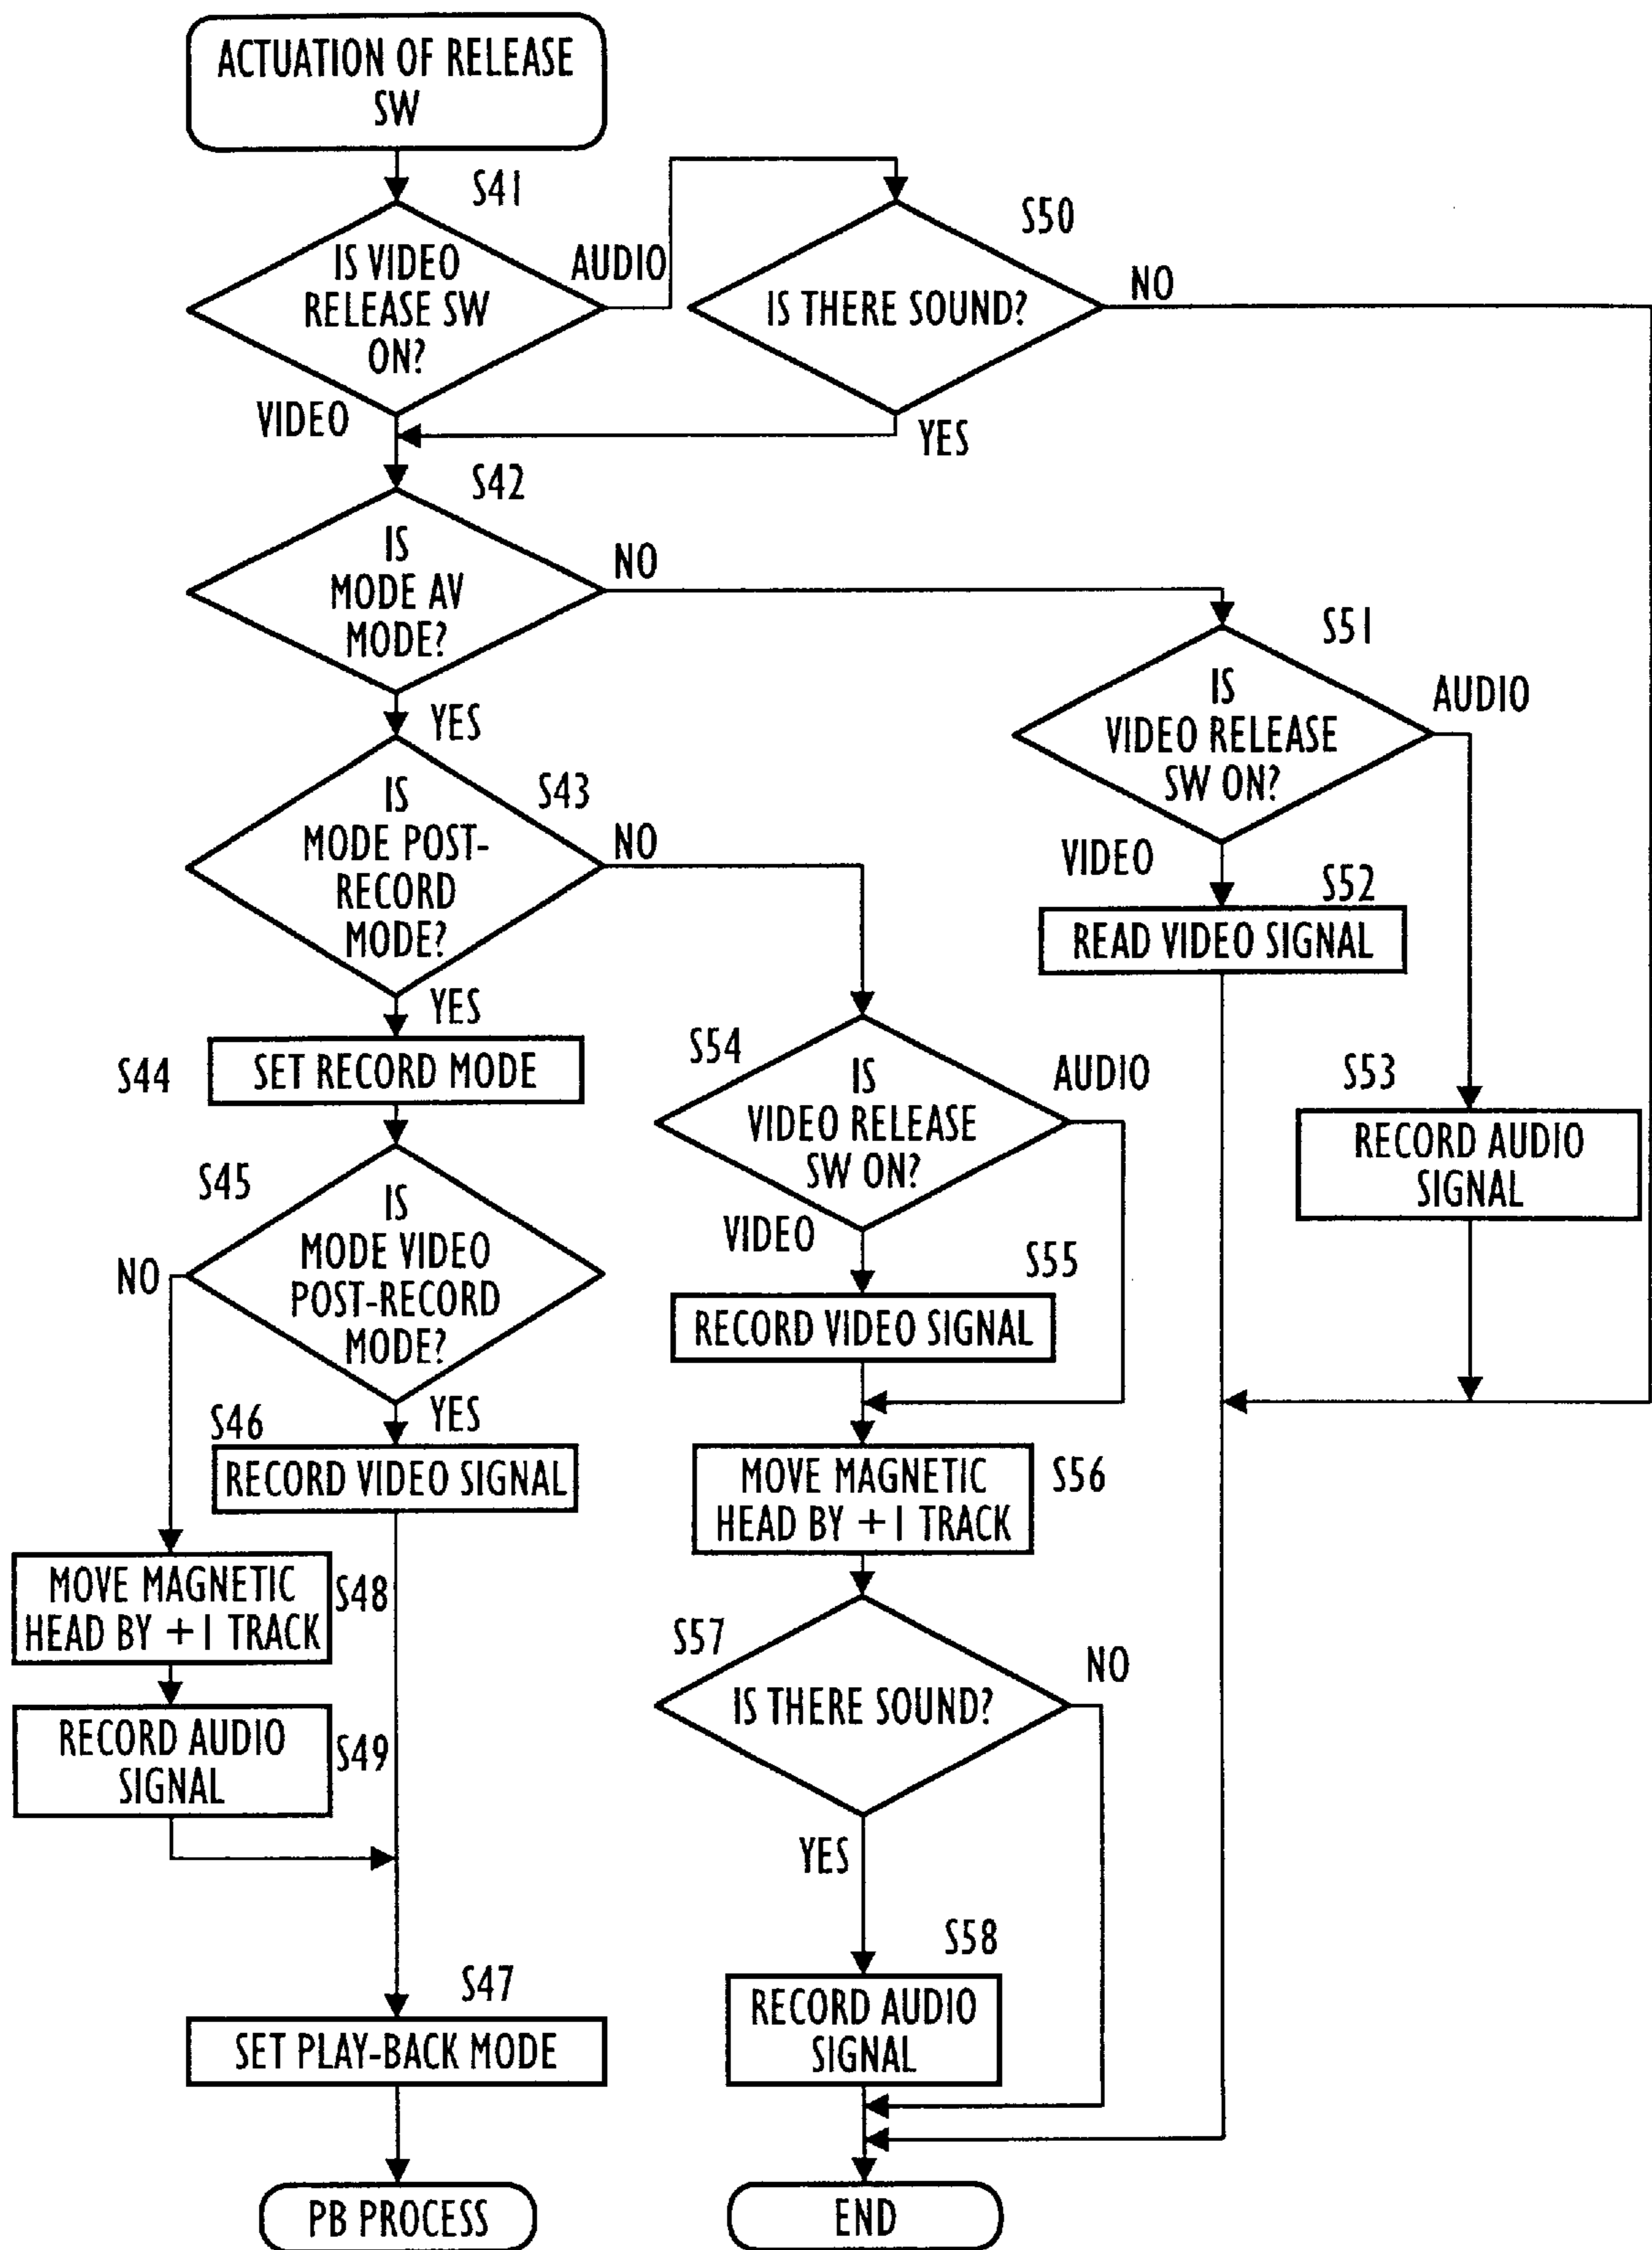 ACTUATION OF RELEASE
SW
S41
IS VIDEO
RELEASE SW
ON?
AUDIO
VIDEO
S50
IS THERE SOUND?
NO
YES
S42
IS
MODE AV
MODE?
NO
YES
S43
IS
MODE POST-
RECORD
MODE?
NO
YES
S44
SET RECORD MODE
S45
IS
MODE VIDEO
POST-RECORD
MODE?
NO
YES
S46
RECORD VIDEO SIGNAL
MOVE MAGNETIC
HEAD BY +1 TRACK
S48
RECORD AUDIO
SIGNAL
S49
S47
SET PLAY-BACK MODE
PB PROCESS
S51
IS
VIDEO RELEASE
SW ON?
AUDIO
VIDEO
S52
READ VIDEO SIGNAL
S53
RECORD AUDIO
SIGNAL
S54
IS
VIDEO RELEASE
SW ON?
AUDIO
VIDEO
S55
RECORD VIDEO SIGNAL
MOVE MAGNETIC
HEAD BY +1 TRACK
S56
S57
IS THERE SOUND?
NO
YES
S58
RECORD AUDIO
SIGNAL
END